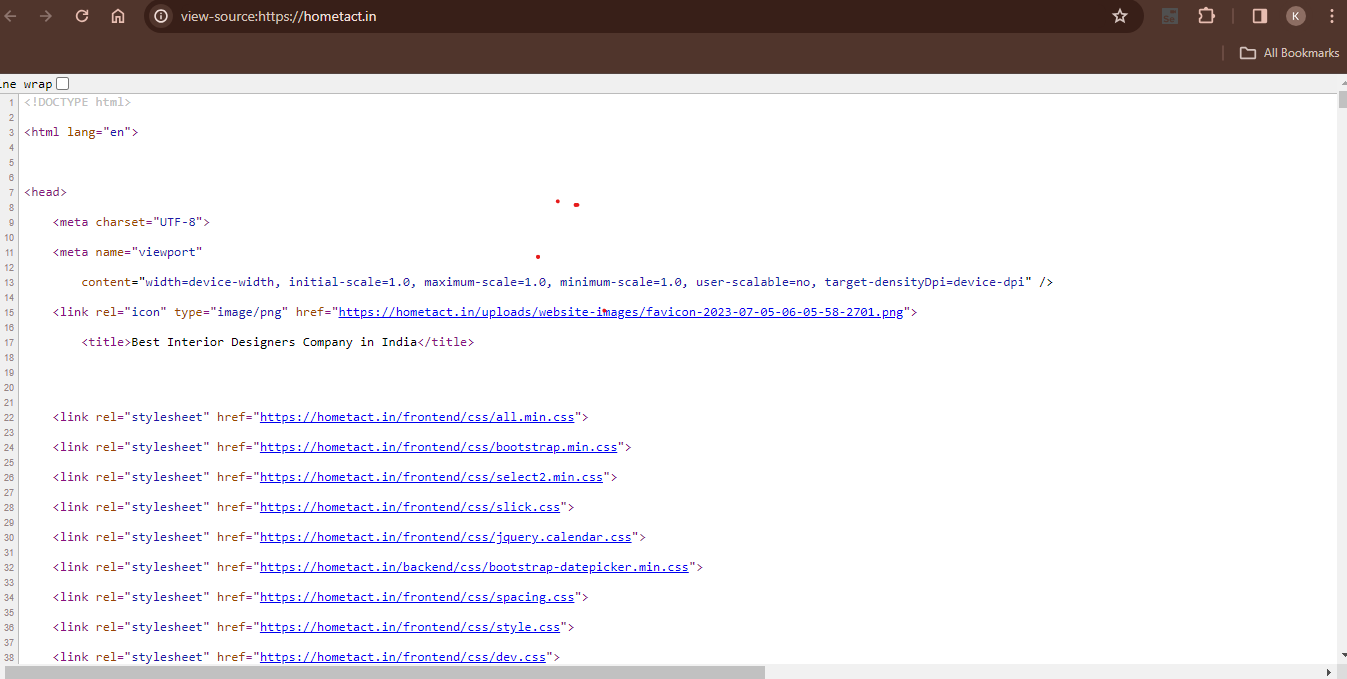 view-source:https://hometact.in
K
All Bookmarks
ine wrap
1 <!DOCTYPE html>
2
3 <html lang="en">
4
5
6
7 <head>
8
9 <meta charset="UTF-8">
10
11 <meta name="viewport"
12
13 content="width=device-width, initial-scale=1.0, maximum-scale=1.0, minimum-scale=1.0, user-scalable=no, target-densityDpi=device-dpi" />
14
15 <link rel="icon" type="image/png" href="https://hometact.in/uploads/website-images/favicon-2023-07-05-06-05-58-2701.png">
16
17 <title>Best Interior Designers Company in India</title>
18
19
20
21
22 <link rel="stylesheet" href="https://hometact.in/frontend/css/all.min.css">
23
24 <link rel="stylesheet" href="https://hometact.in/frontend/css/bootstrap.min.css">
25
26 <link rel="stylesheet" href="https://hometact.in/frontend/css/select2.min.css">
27
28 <link rel="stylesheet" href="https://hometact.in/frontend/css/slick.css">
29
30 <link rel="stylesheet" href="https://hometact.in/frontend/css/jquery.calendar.css">
31
32 <link rel="stylesheet" href="https://hometact.in/backend/css/bootstrap-datepicker.min.css">
33
34 <link rel="stylesheet" href="https://hometact.in/frontend/css/spacing.css">
35
36 <link rel="stylesheet" href="https://hometact.in/frontend/css/style.css">
37
38 <link rel="stylesheet" href="https://hometact.in/frontend/css/dev.css">